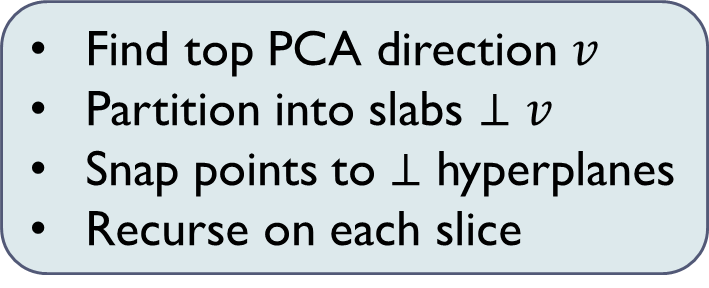 • Find top PCA direction 𝑣
• Partition into slabs ⊥ 𝑣
• Snap points to ⊥ hyperplanes
• Recurse on each slice